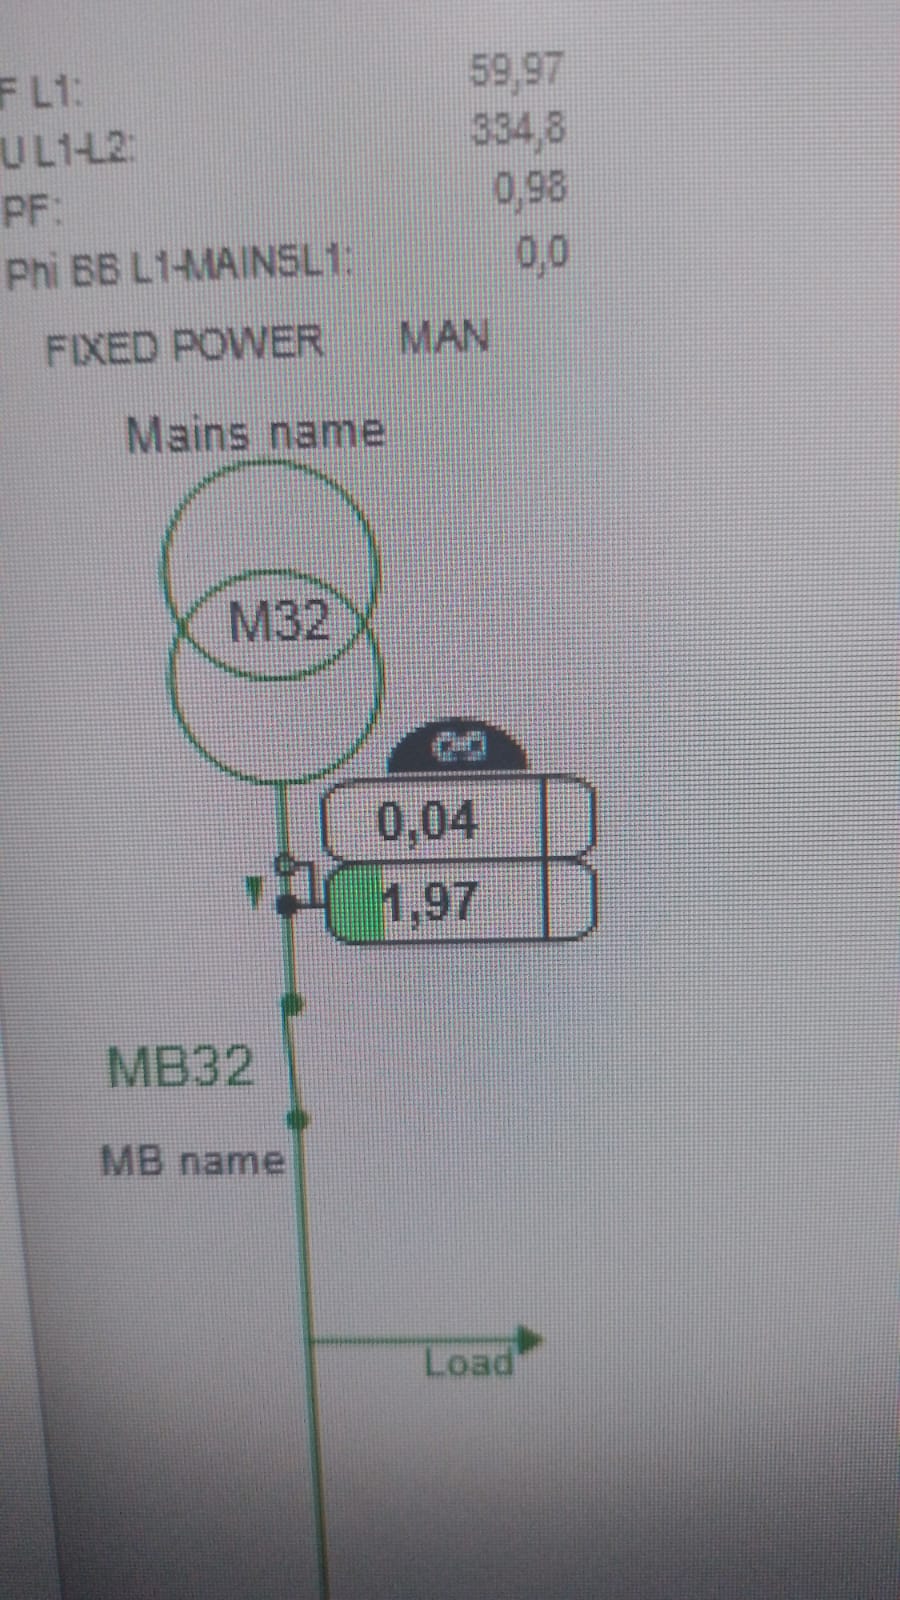 F L1: 59,97
U L1-L2: 334,8
PF: 0,98
Phi BB L1-MAINSL1: 0,0
FIXED POWER MAN
Mains name
M32
0,04
1,97
MB32
MB name
Load